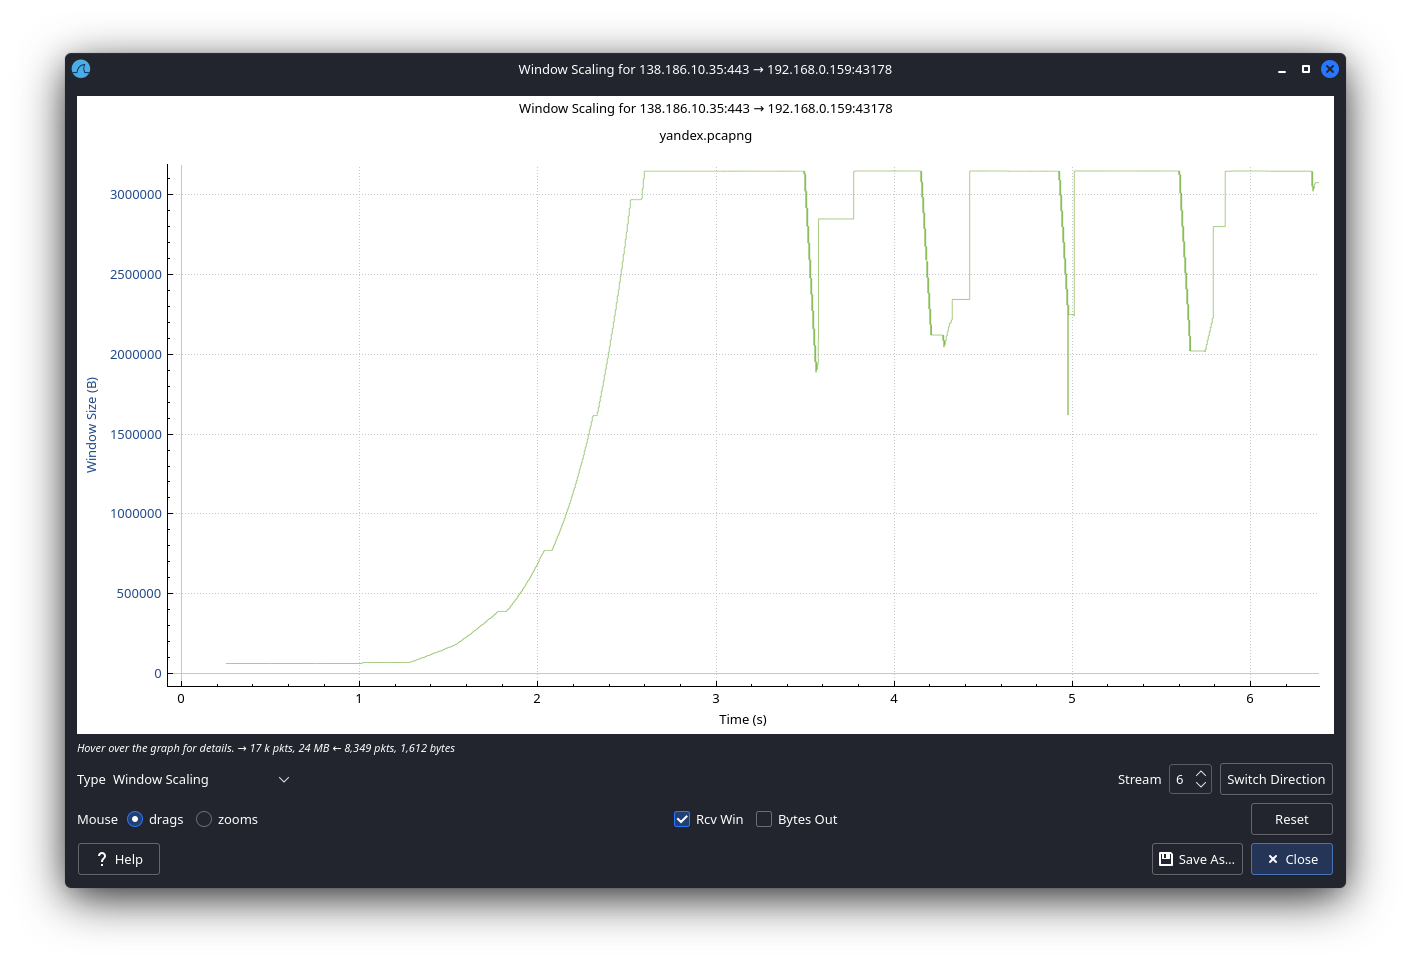 Window Scaling for 138.186.10.35:443 → 192.168.0.159:43178
Window Scaling for 138.186.10.35:443 → 192.168.0.159:43178
yandex.pcapng
Window Size (B)
3000000
2500000
2000000
1500000
1000000
500000
0
0 1 2 3 4 5 6
Time (s)
Hover over the graph for details. → 17 k pkts, 24 MB ← 8,349 pkts, 1,612 bytes
Type Window Scaling Stream 6 Switch Direction
Mouse drags zooms Rcv Win Bytes Out Reset
? Help Save As... Close